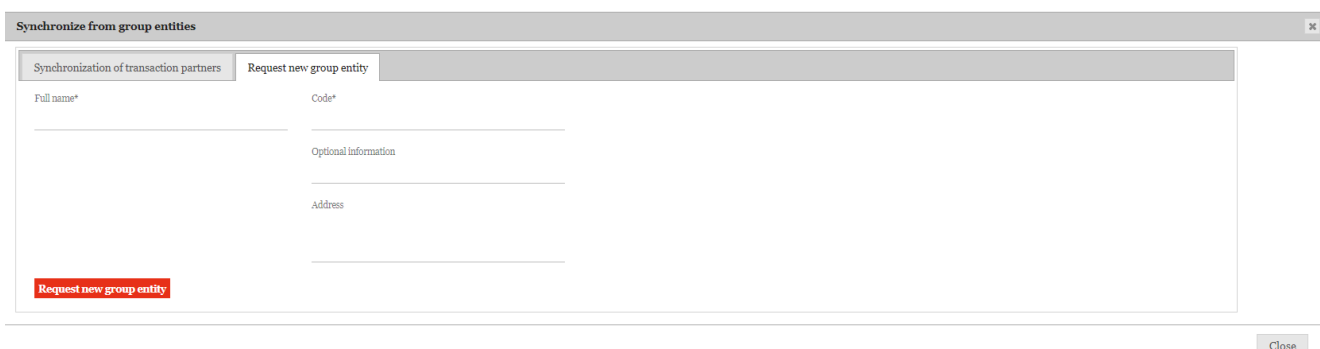 Synchronize from group entities
Synchronization of transaction partners
Request new group entity
Full name*
Code*
Optional information
Address
Request new group entity
Close